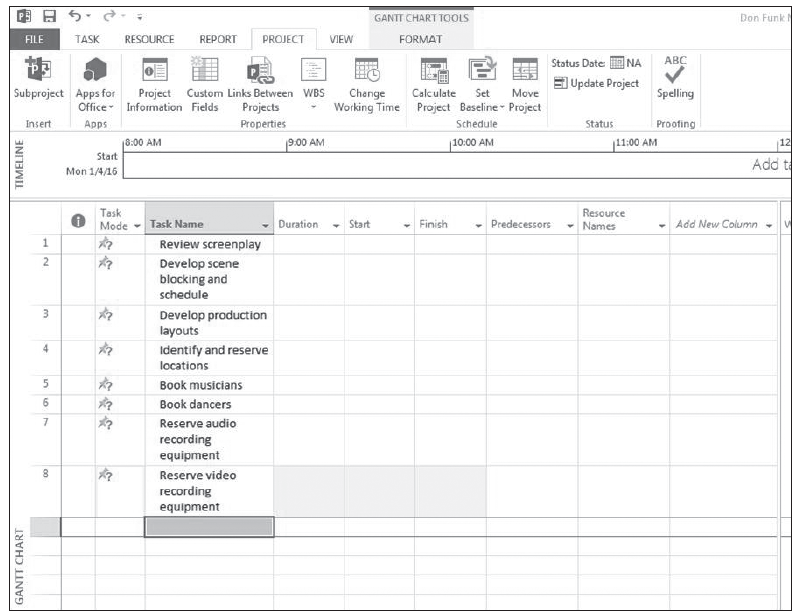 GANTT CHART TOOLS
Don Funk
FILE TASK RESOURCE REPORT PROJECT VIEW FORMAT
Subproject
Apps for
Office
Project
Information
Custom
Fields
Links Between
Projects
WBS
Change
Working Time
Calculate
Project
Set
Baseline
Move
Project
Status Date: NA
Update Project
ABC
Spelling
Insert Apps Properties Schedule Status Proofing
TIMELINE
8:00 AM 9:00 AM 10:00 AM 11:00 AM 12
Start
Mon 1/4/16
Add ta
Task
Mode
Task Name Duration Start Finish Predecessors
Resource
Names
Add New Column
1 Review screenplay
2 Develop scene
blocking and
schedule
3 Develop production
layouts
4 Identify and reserve
locations
5 Book musicians
6 Book dancers
7 Reserve audio
recording
equipment
8 Reserve video
recording
equipment
GANTT CHART